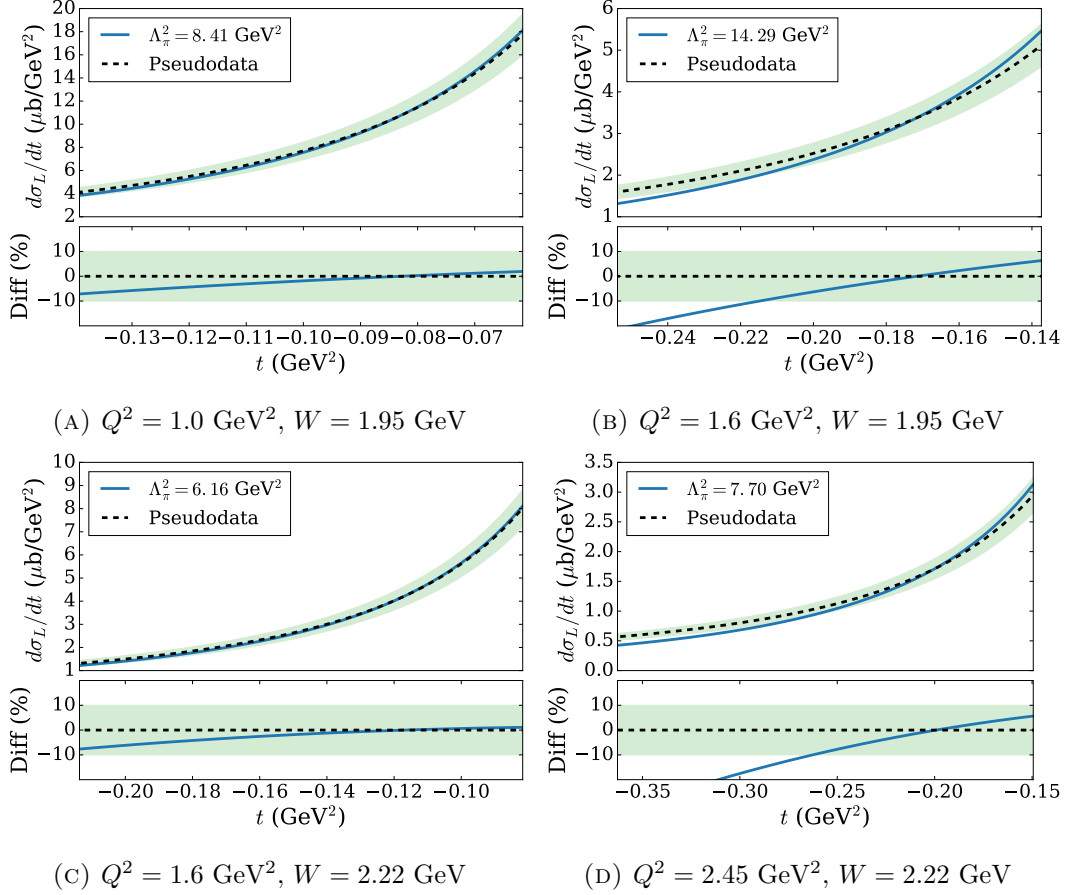 20
18
16
14
12
10
8
6
4
2
dσ_L/dt (μb/GeV²)
Λ²_π = 8.41 GeV²
Pseudodata
10
0
−10
Diff (%)
−0.13 −0.12 −0.11 −0.10 −0.09 −0.08 −0.07
t (GeV²)
(A) Q² = 1.0 GeV², W = 1.95 GeV
6
5
4
3
2
1
dσ_L/dt (μb/GeV²)
Λ²_π = 14.29 GeV²
Pseudodata
10
0
−10
Diff (%)
−0.24 −0.22 −0.20 −0.18 −0.16 −0.14
t (GeV²)
(B) Q² = 1.6 GeV², W = 1.95 GeV
10
9
8
7
6
5
4
3
2
1
dσ_L/dt (μb/GeV²)
Λ²_π = 6.16 GeV²
Pseudodata
10
0
−10
Diff (%)
−0.20 −0.18 −0.16 −0.14 −0.12 −0.10
t (GeV²)
(C) Q² = 1.6 GeV², W = 2.22 GeV
3.5
3.0
2.5
2.0
1.5
1.0
0.5
0.0
dσ_L/dt (μb/GeV²)
Λ²_π = 7.70 GeV²
Pseudodata
10
0
−10
Diff (%)
−0.35 −0.30 −0.25 −0.20 −0.15
t (GeV²)
(D) Q² = 2.45 GeV², W = 2.22 GeV